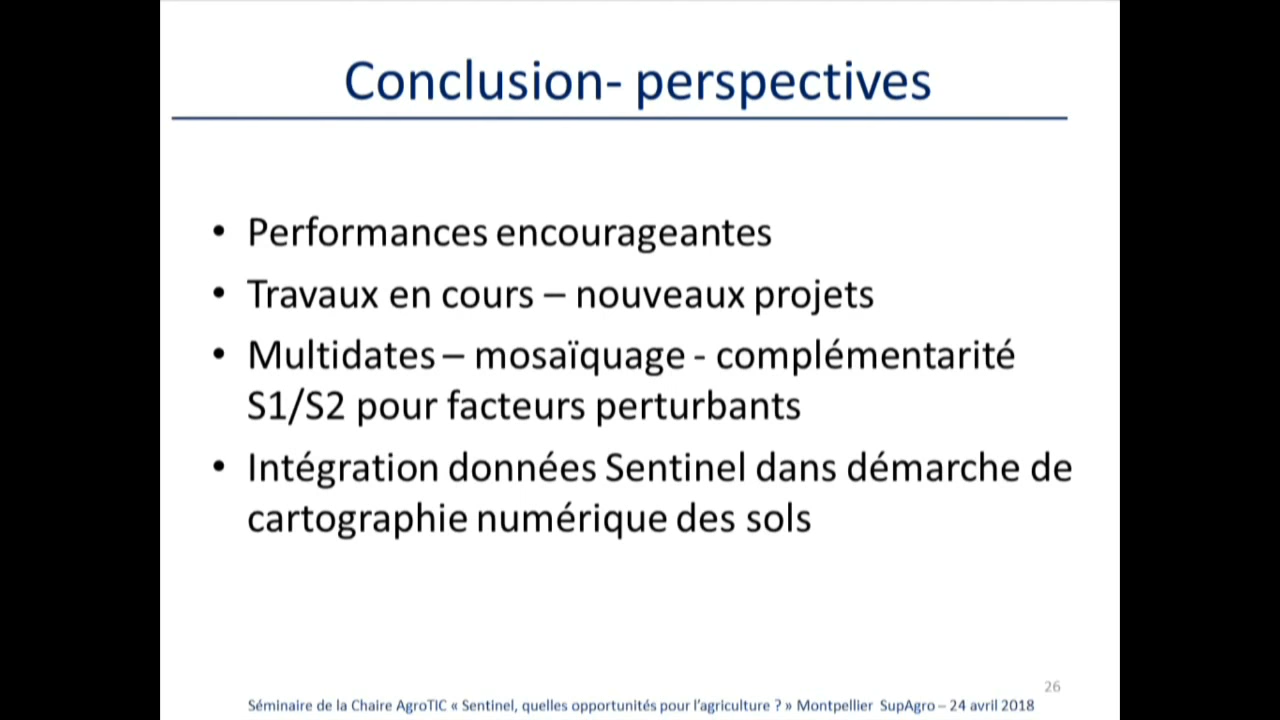 Conclusion- perspectives
• Performances encourageantes
• Travaux en cours – nouveaux projets
• Multidates – mosaïquage - complémentarité
S1/S2 pour facteurs perturbants
• Intégration données Sentinel dans démarche de
cartographie numérique des sols
26
Séminaire de la Chaire AgroTIC « Sentinel, quelles opportunités pour l'agriculture ? » Montpellier SupAgro – 24 avril 2018